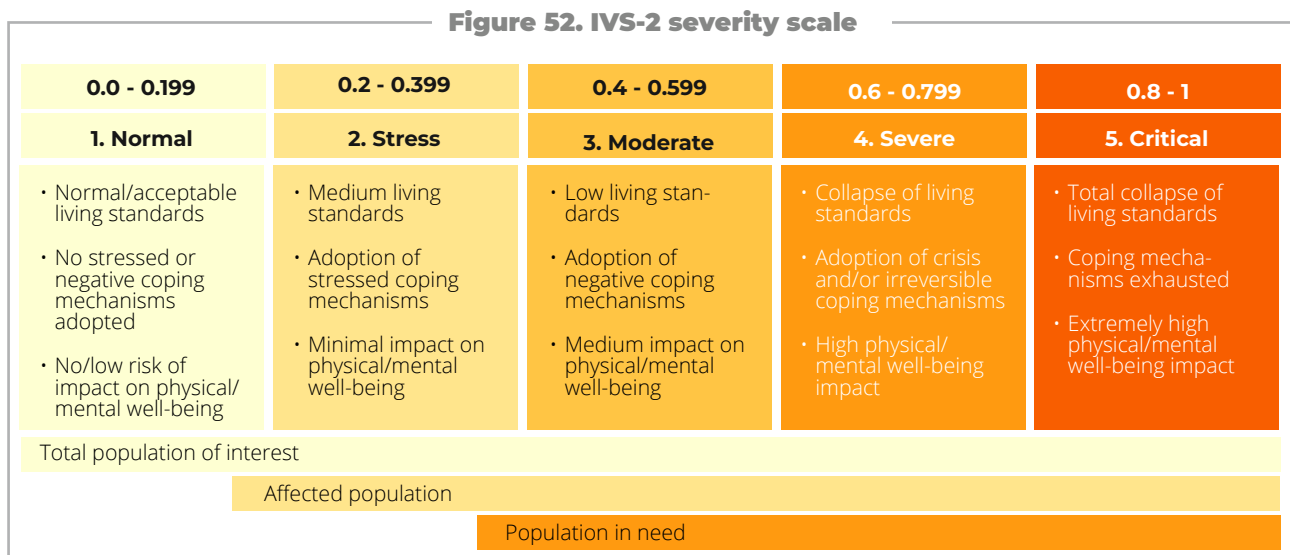 Figure 52. IVS-2 severity scale
0.0 - 0.199
1. Normal
• Normal/acceptable
living standards
• No stressed or
negative coping
mechanisms
adopted
• No/low risk of
impact on physical/
mental well-being
0.2 - 0.399
2. Stress
• Medium living
standards
• Adoption of
stressed coping
mechanisms
• Minimal impact on
physical/mental
well-being
0.4 - 0.599
3. Moderate
• Low living stan-
dards
• Adoption of
negative coping
mechanisms
• Medium impact on
physical/mental
well-being
0.6 - 0.799
4. Severe
• Collapse of living
standards
• Adoption of crisis
and/or irreversible
coping mechanisms
• High physical/
mental well-being
impact
0.8 - 1
5. Critical
• Total collapse of
living standards
• Coping mecha-
nisms exhausted
• Extremely high
physical/mental
well-being impact
Total population of interest
Affected population
Population in need